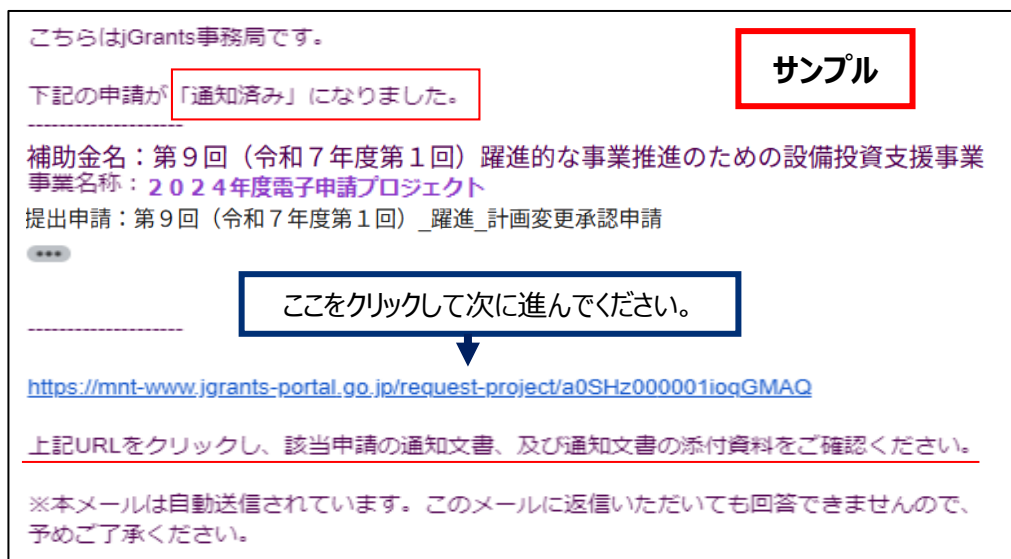 こちらはjGrants事務局です。
サンプル
下記の申請が「通知済み」になりました。
--------------------
補助金名：第９回（令和７年度第１回）躍進的な事業推進のための設備投資支援事業
事業名称：２０２４年度電子申請プロジェクト
提出申請：第９回（令和７年度第１回）_躍進_計画変更承認申請
•••
ここをクリックして次に進んでください。
--------------------
https://mnt-www.jgrants-portal.go.jp/request-project/a0SHz000001ioqGMAQ
上記URLをクリックし、該当申請の通知文書、及び通知文書の添付資料をご確認ください。
※本メールは自動送信されています。このメールに返信いただいても回答できませんので、
予めご了承ください。